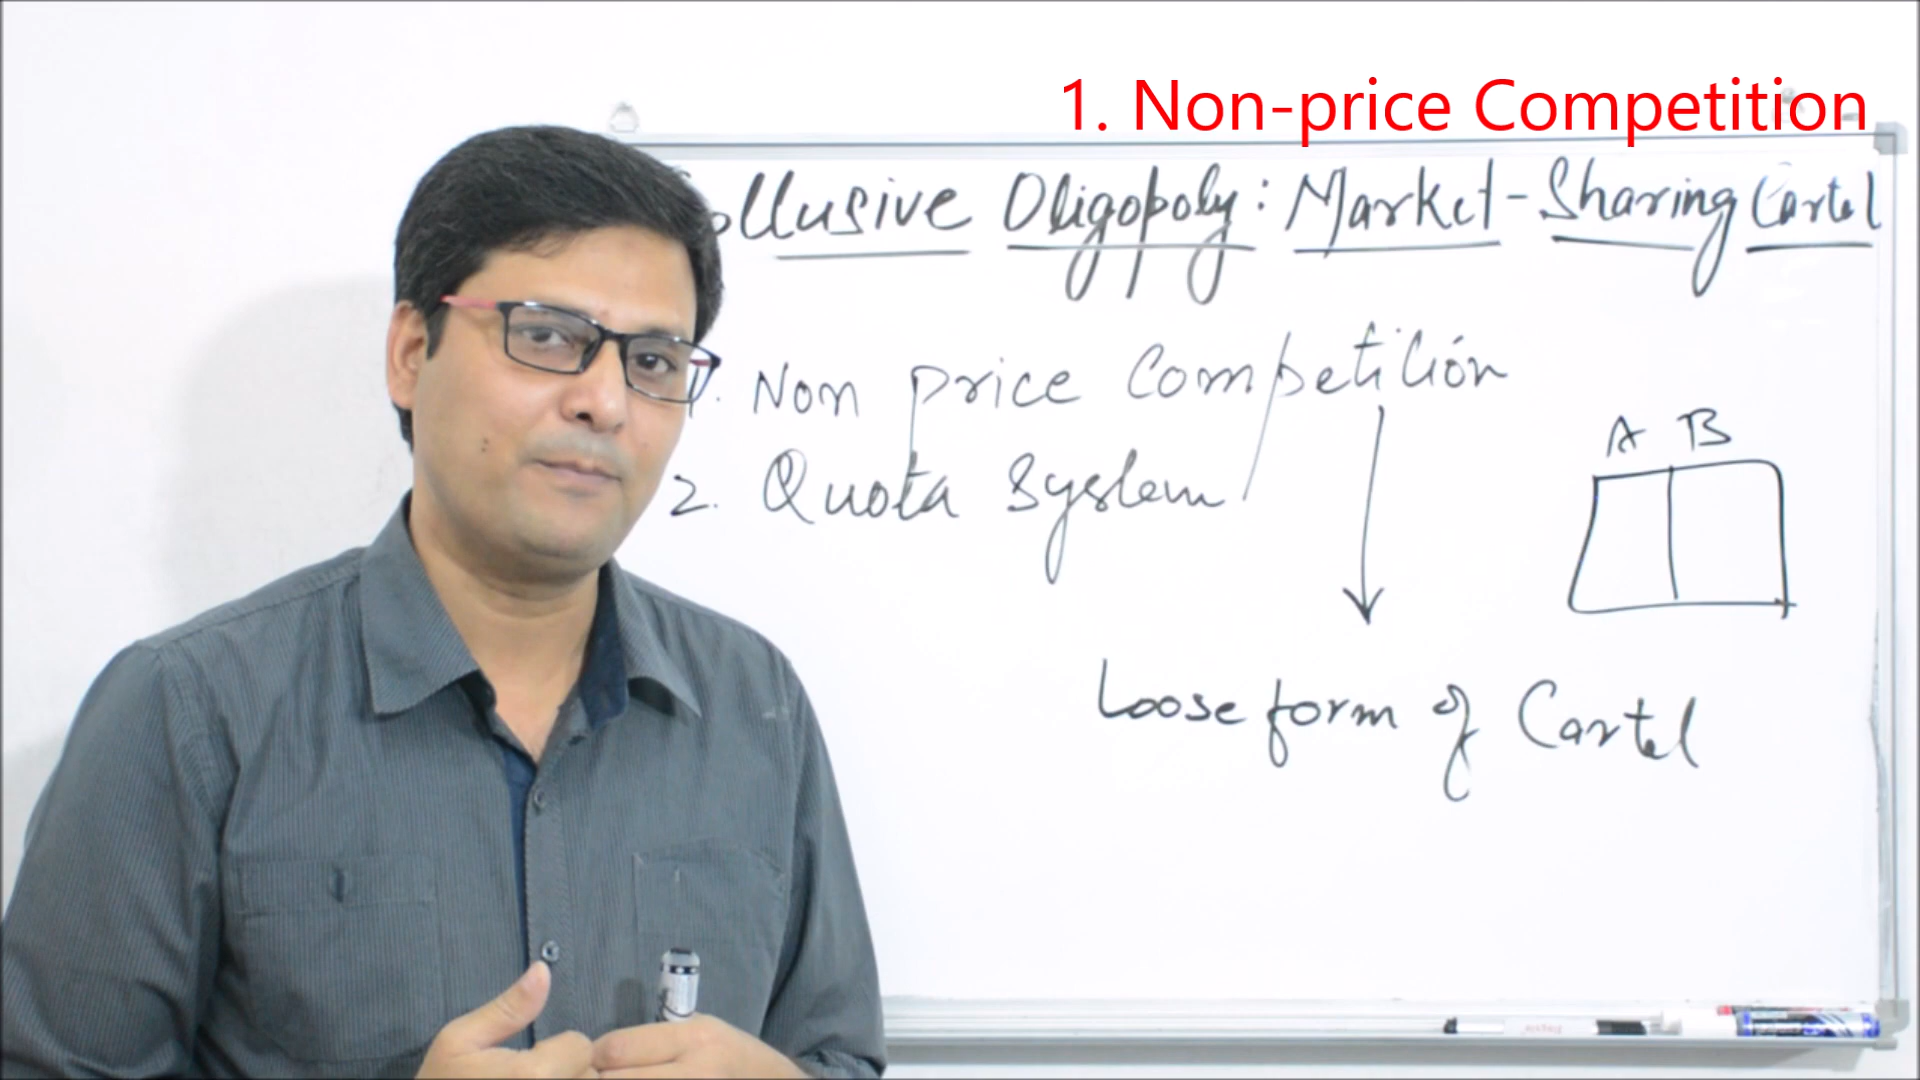 1. Non-price Competition
ollusive Oligopoly: Market-Sharing Cartel
1. Non price Competition
2. Quota System
A B
Loose form of Cartel